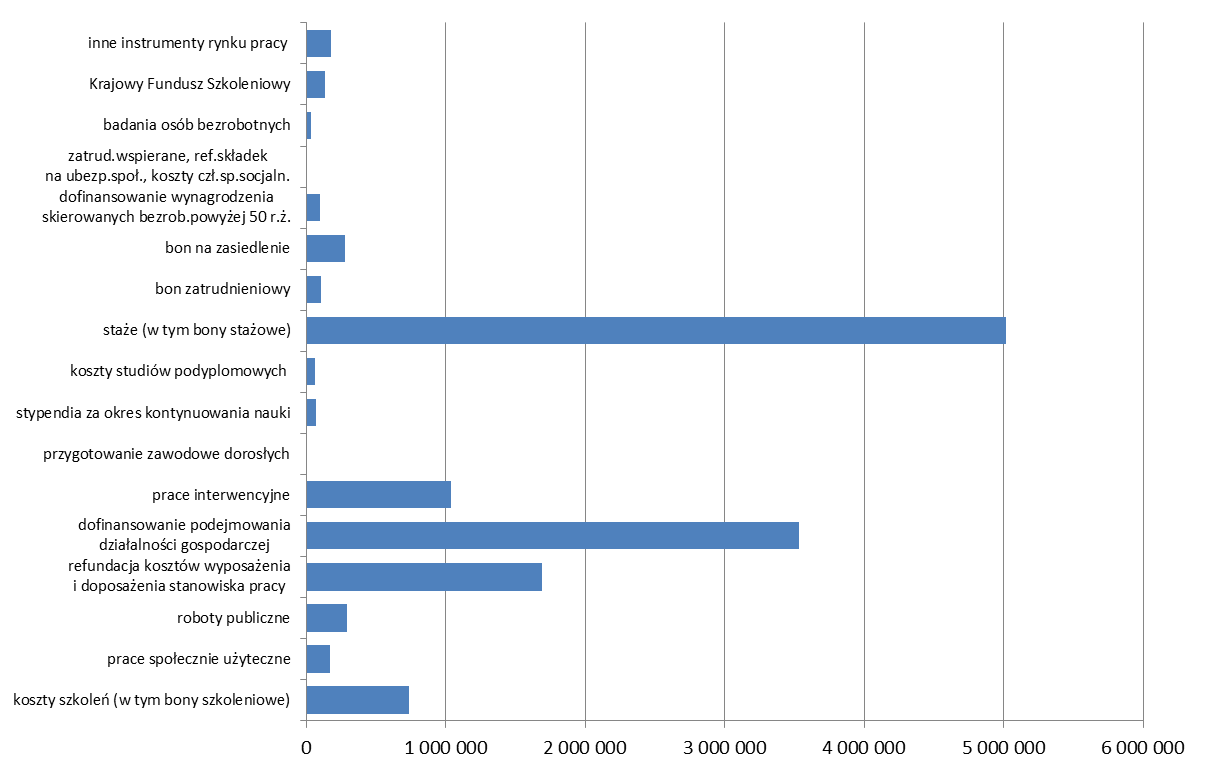 inne instrumenty rynku pracy
Krajowy Fundusz Szkoleniowy
badania osób bezrobotnych
zatrud.wspierane, ref.składek
na ubezp.społ., koszty czł.sp.socjaln.
dofinansowanie wynagrodzenia
skierowanych bezrob.powyżej 50 r.ż.
bon na zasiedlenie
bon zatrudnieniowy
staże (w tym bony stażowe)
koszty studiów podyplomowych
stypendia za okres kontynuowania nauki
przygotowanie zawodowe dorosłych
prace interwencyjne
dofinansowanie podejmowania
działalności gospodarczej
refundacja kosztów wyposażenia
i doposażenia stanowiska pracy
roboty publiczne
prace społecznie użyteczne
koszty szkoleń (w tym bony szkoleniowe)
0 1 000 000 2 000 000 3 000 000 4 000 000 5 000 000 6 000 000